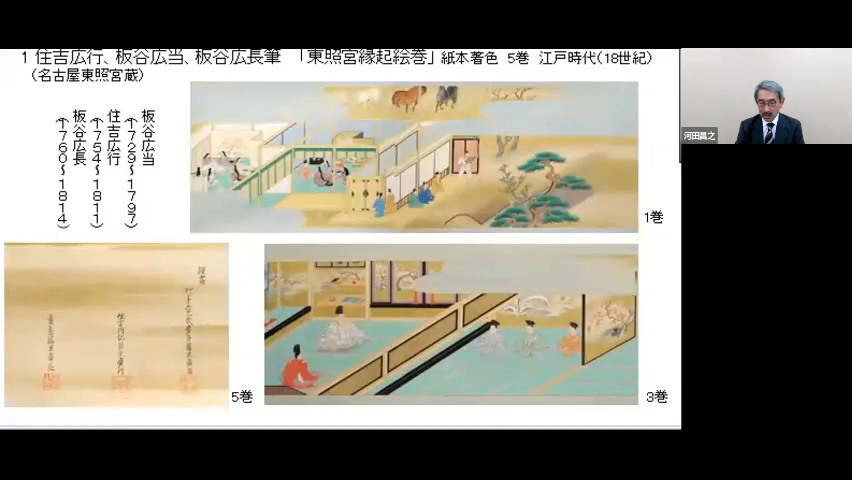 1 住吉広行、板谷広当、板谷広長筆 「東照宮縁起絵巻」 紙本著色 5巻 江戸時代(18世紀)
(名古屋東照宮蔵)
板谷広当
(1729~1797)
住吉広行
(1754~1811)
板谷広長
(1760~1814)
1巻
5巻
3巻
河田昌之